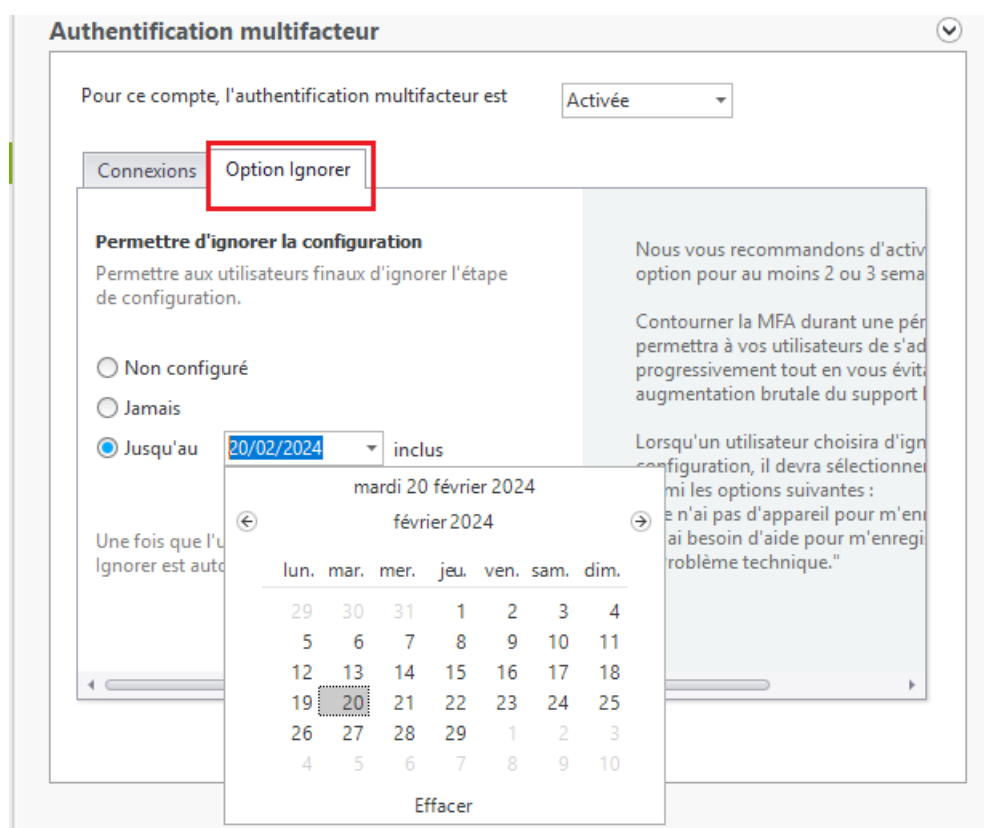 Authentification multifacteur
Pour ce compte, l'authentification multifacteur est
Activée
Connexions
Option Ignorer
Permettre d'ignorer la configuration
Permettre aux utilisateurs finaux d'ignorer l'étape
de configuration.
Non configuré
Jamais
Jusqu'au 20/02/2024 inclus
Une fois que l'u
Ignorer est auto
Nous vous recommandons d'activ
option pour au moins 2 ou 3 sema
Contourner la MFA durant une pér
permettra à vos utilisateurs de s'ad
progressivement tout en vous évita
augmentation brutale du support
Lorsqu'un utilisateur choisira d'ign
configuration, il devra sélectionner
mi les options suivantes :
e n'ai pas d'appareil pour m'enr
ai besoin d'aide pour m'enregi
roblème technique."
mardi 20 février 2024
février 2024
lun. mar. mer. jeu. ven. sam. dim.
29 30 31 1 2 3 4
5 6 7 8 9 10 11
12 13 14 15 16 17 18
19 20 21 22 23 24 25
26 27 28 29 1 2 3
4 5 6 7 8 9 10
Effacer